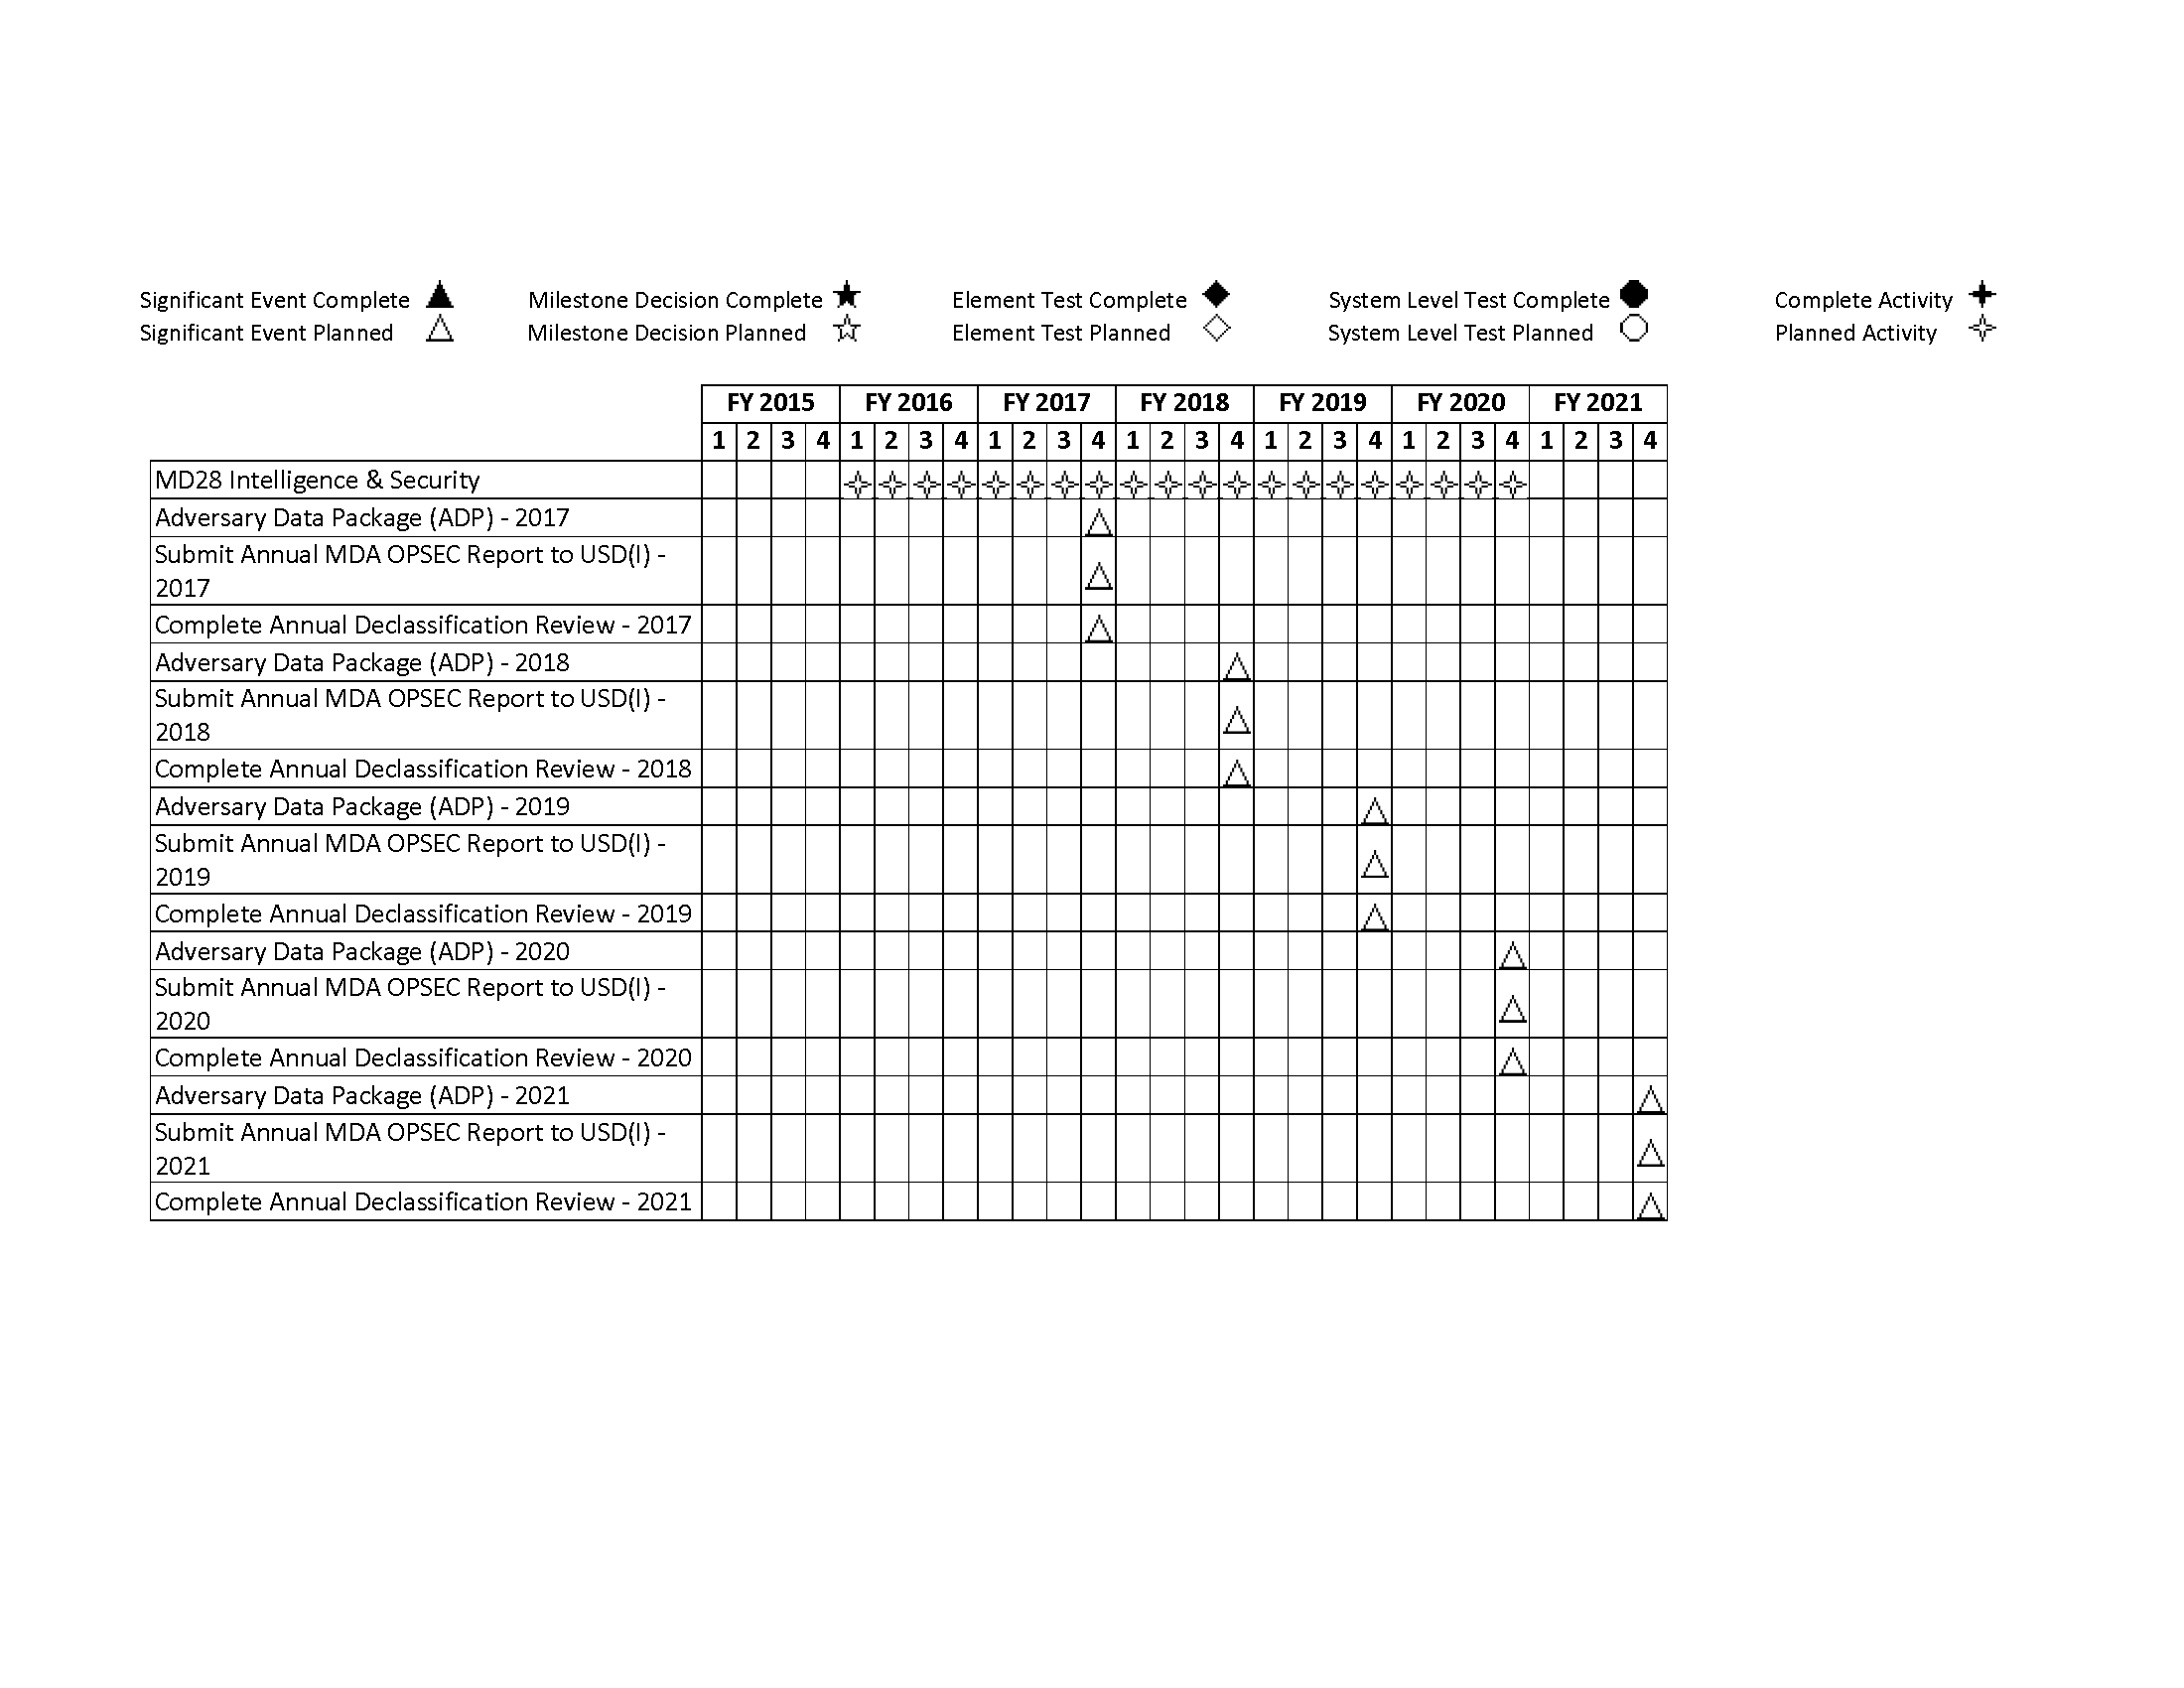 Significant Event Complete Milestone Decision Complete Element Test Complete System Level Test Complete Complete Activity
Significant Event Planned Milestone Decision Planned Element Test Planned System Level Test Planned Planned Activity
FY 2015 FY 2016 FY 2017 FY 2018 FY 2019 FY 2020 FY 2021
1 2 3 4 1 2 3 4 1 2 3 4 1 2 3 4 1 2 3 4 1 2 3 4 1 2 3 4
MD28 Intelligence & Security
Adversary Data Package (ADP) - 2017
Submit Annual MDA OPSEC Report to USD(I) -
2017
Complete Annual Declassification Review - 2017
Adversary Data Package (ADP) - 2018
Submit Annual MDA OPSEC Report to USD(I) -
2018
Complete Annual Declassification Review - 2018
Adversary Data Package (ADP) - 2019
Submit Annual MDA OPSEC Report to USD(I) -
2019
Complete Annual Declassification Review - 2019
Adversary Data Package (ADP) - 2020
Submit Annual MDA OPSEC Report to USD(I) -
2020
Complete Annual Declassification Review - 2020
Adversary Data Package (ADP) - 2021
Submit Annual MDA OPSEC Report to USD(I) -
2021
Complete Annual Declassification Review - 2021